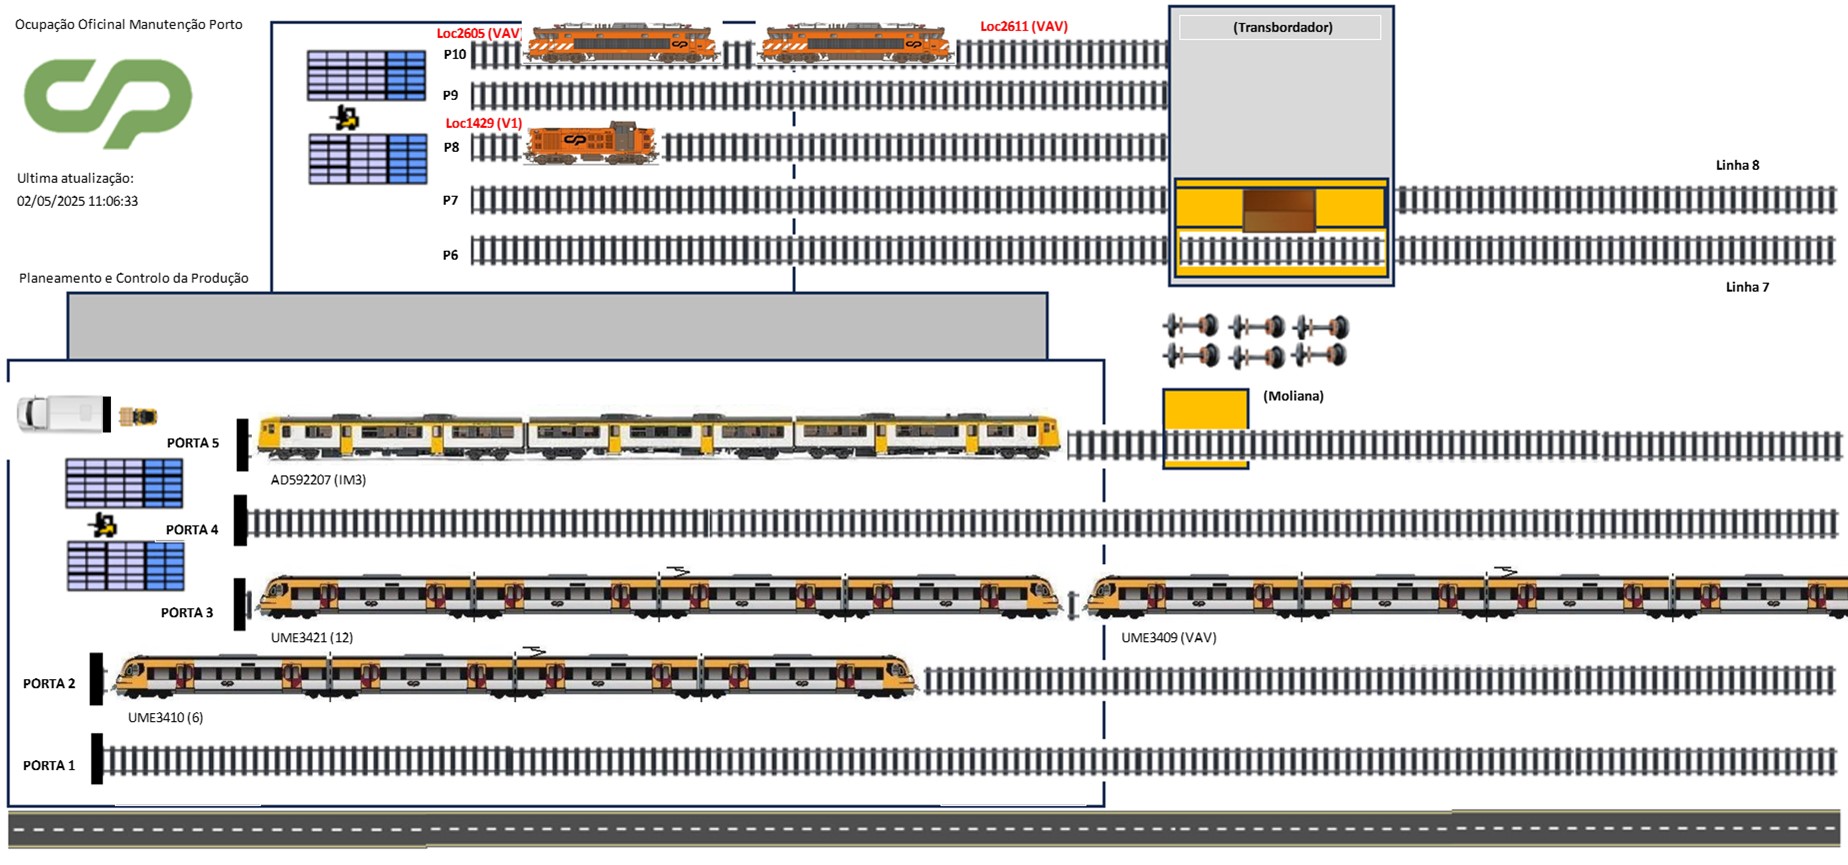 Ocupação Oficinal Manutenção Porto
Ultima atualização:
02/05/2025 11:06:33
Planeamento e Controlo da Produção
Loc2605 (VAV)
Loc2611 (VAV)
(Transbordador)
P10
P9
Loc1429 (V1)
P8
Linha 8
P7
P6
Linha 7
(Moliana)
PORTA 5
AD592207 (IM3)
PORTA 4
PORTA 3
UME3421 (12)
UME3409 (VAV)
PORTA 2
UME3410 (6)
PORTA 1